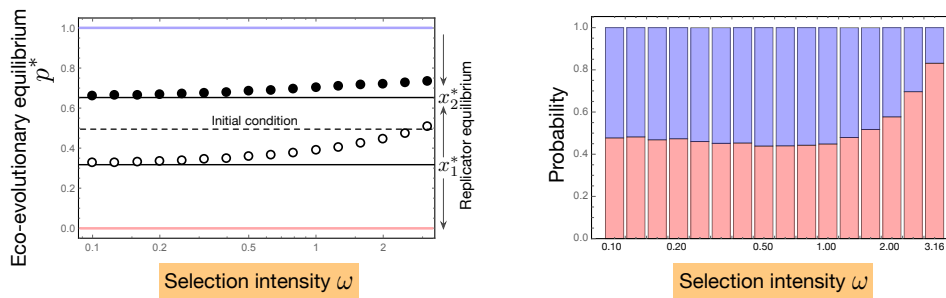 Eco-evolutionary equilibrium
p*
1.0
0.8
0.6
0.4
0.2
0.0
Initial condition
x₂*
x₁*
Replicator equilibrium
0.1
0.2
0.5
1
2
Selection intensity ω
Probability
1.0
0.8
0.6
0.4
0.2
0.0
0.10
0.20
0.50
1.00
2.00
3.16
Selection intensity ω